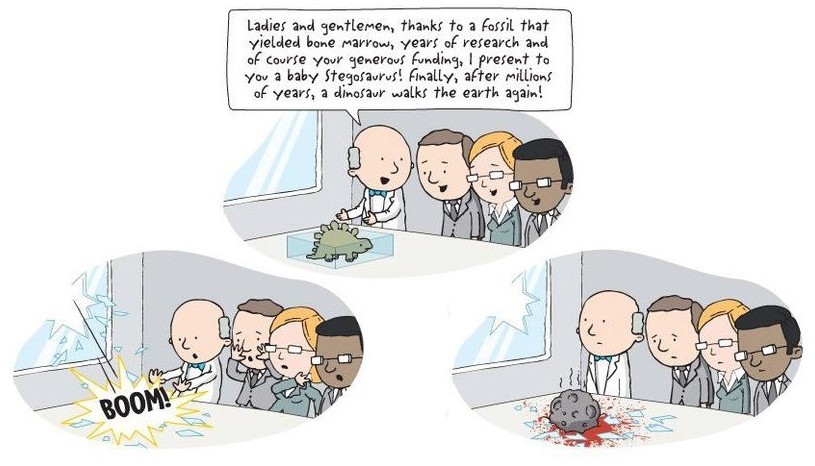 Ladies and gentlemen, thanks to a fossil that
yielded bone marrow, years of research and
of course your generous funding, I present to
you a baby Stegosaurus! Finally, after millions
of years, a dinosaur walks the earth again!
BOOM!